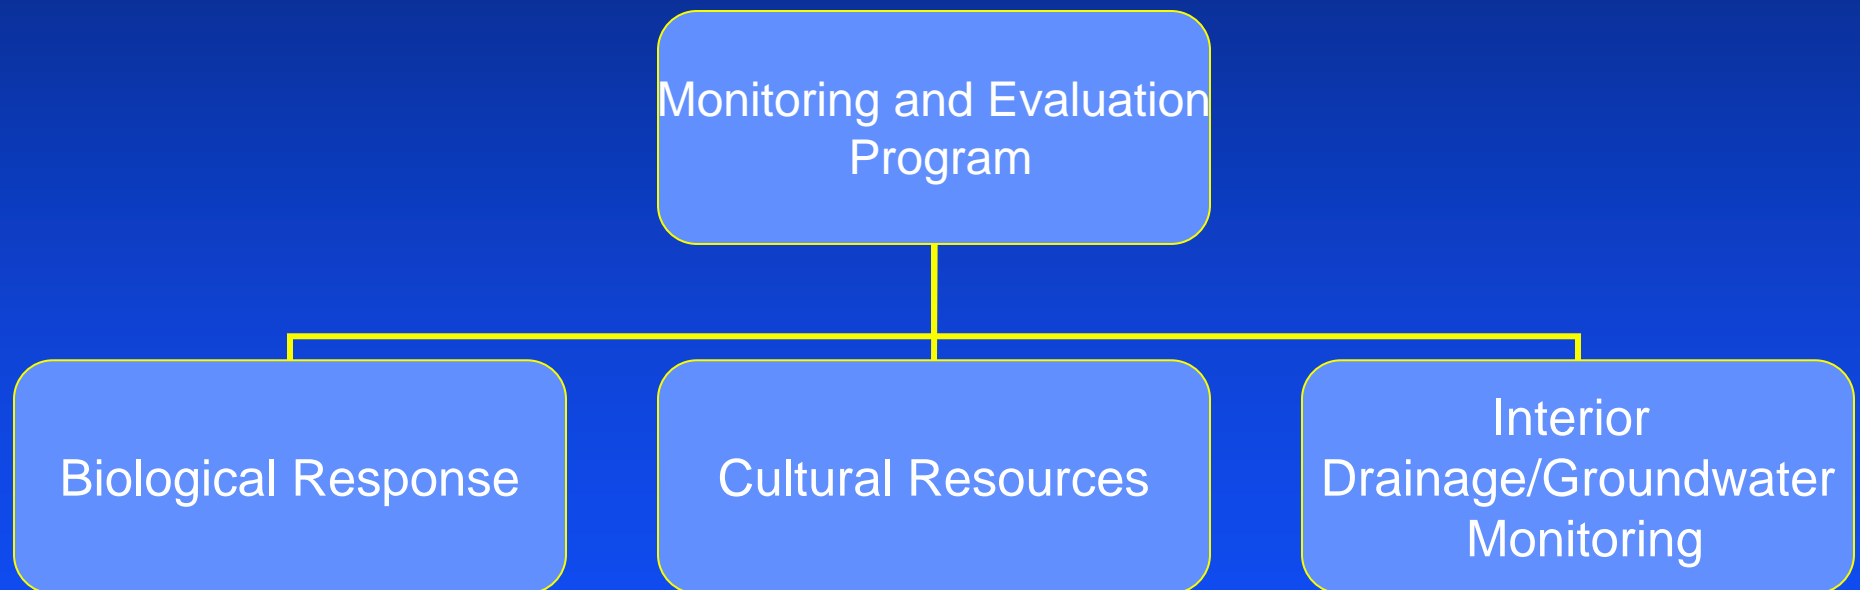 Monitoring and Evaluation
Program
Biological Response
Cultural Resources
Interior
Drainage/Groundwater
Monitoring